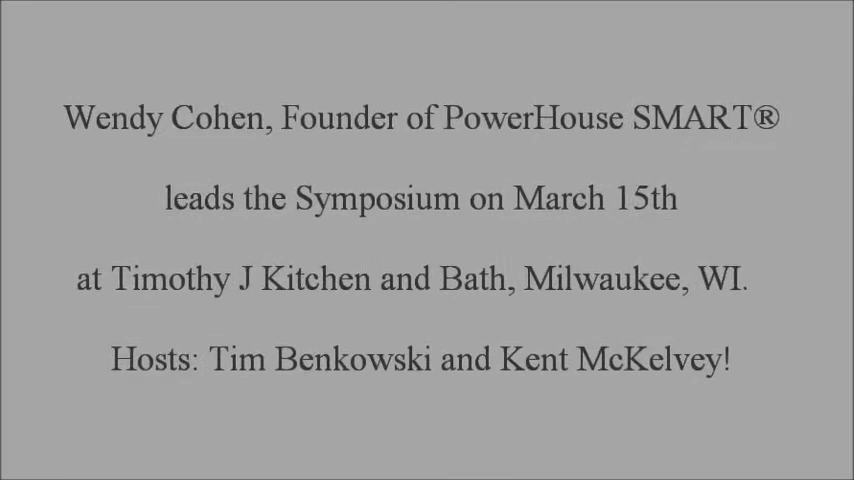 Wendy Cohen, Founder of PowerHouse SMART®
leads the Symposium on March 15th
at Timothy J Kitchen and Bath, Milwaukee, WI.
Hosts: Tim Benkowski and Kent McKelvey!